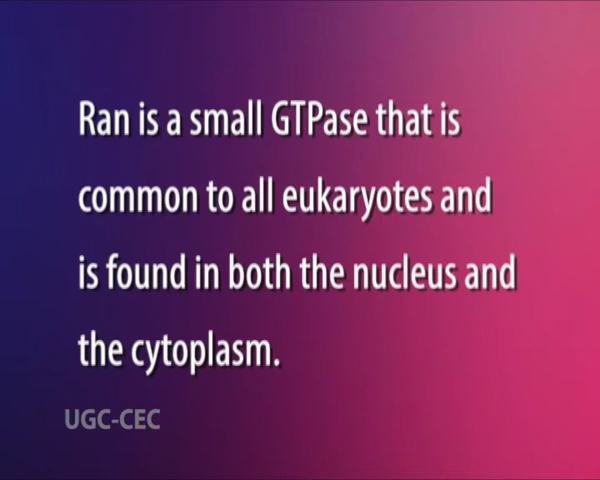 Ran is a small GTPase that is
common to all eukaryotes and
is found in both the nucleus and
the cytoplasm.
UGC-CEC